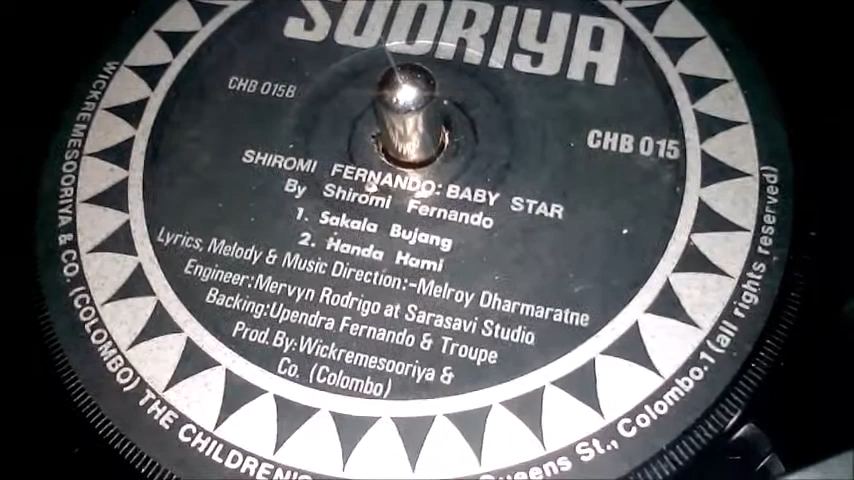 SOORIYA
CHB 015B
CHB 015
SHIROMI FERNANDO: BABY STAR
By Shiromi Fernando
1. Sakala Bujang
2. Handa Hami
Lyrics, Melody & Music Direction:-Melroy Dharmaratne
Engineering:Mervyn Rodrigo at Sarasavi Studio
Backing:Upendra Fernando & Troupe
Prod. By:-Wickremesooriya's &
Co. (Colombo)
WICKREMESOORIYA & CO. (COLOMBO) THE CHILDREN'S
Queens St., Colombo 1 (all rights reserved